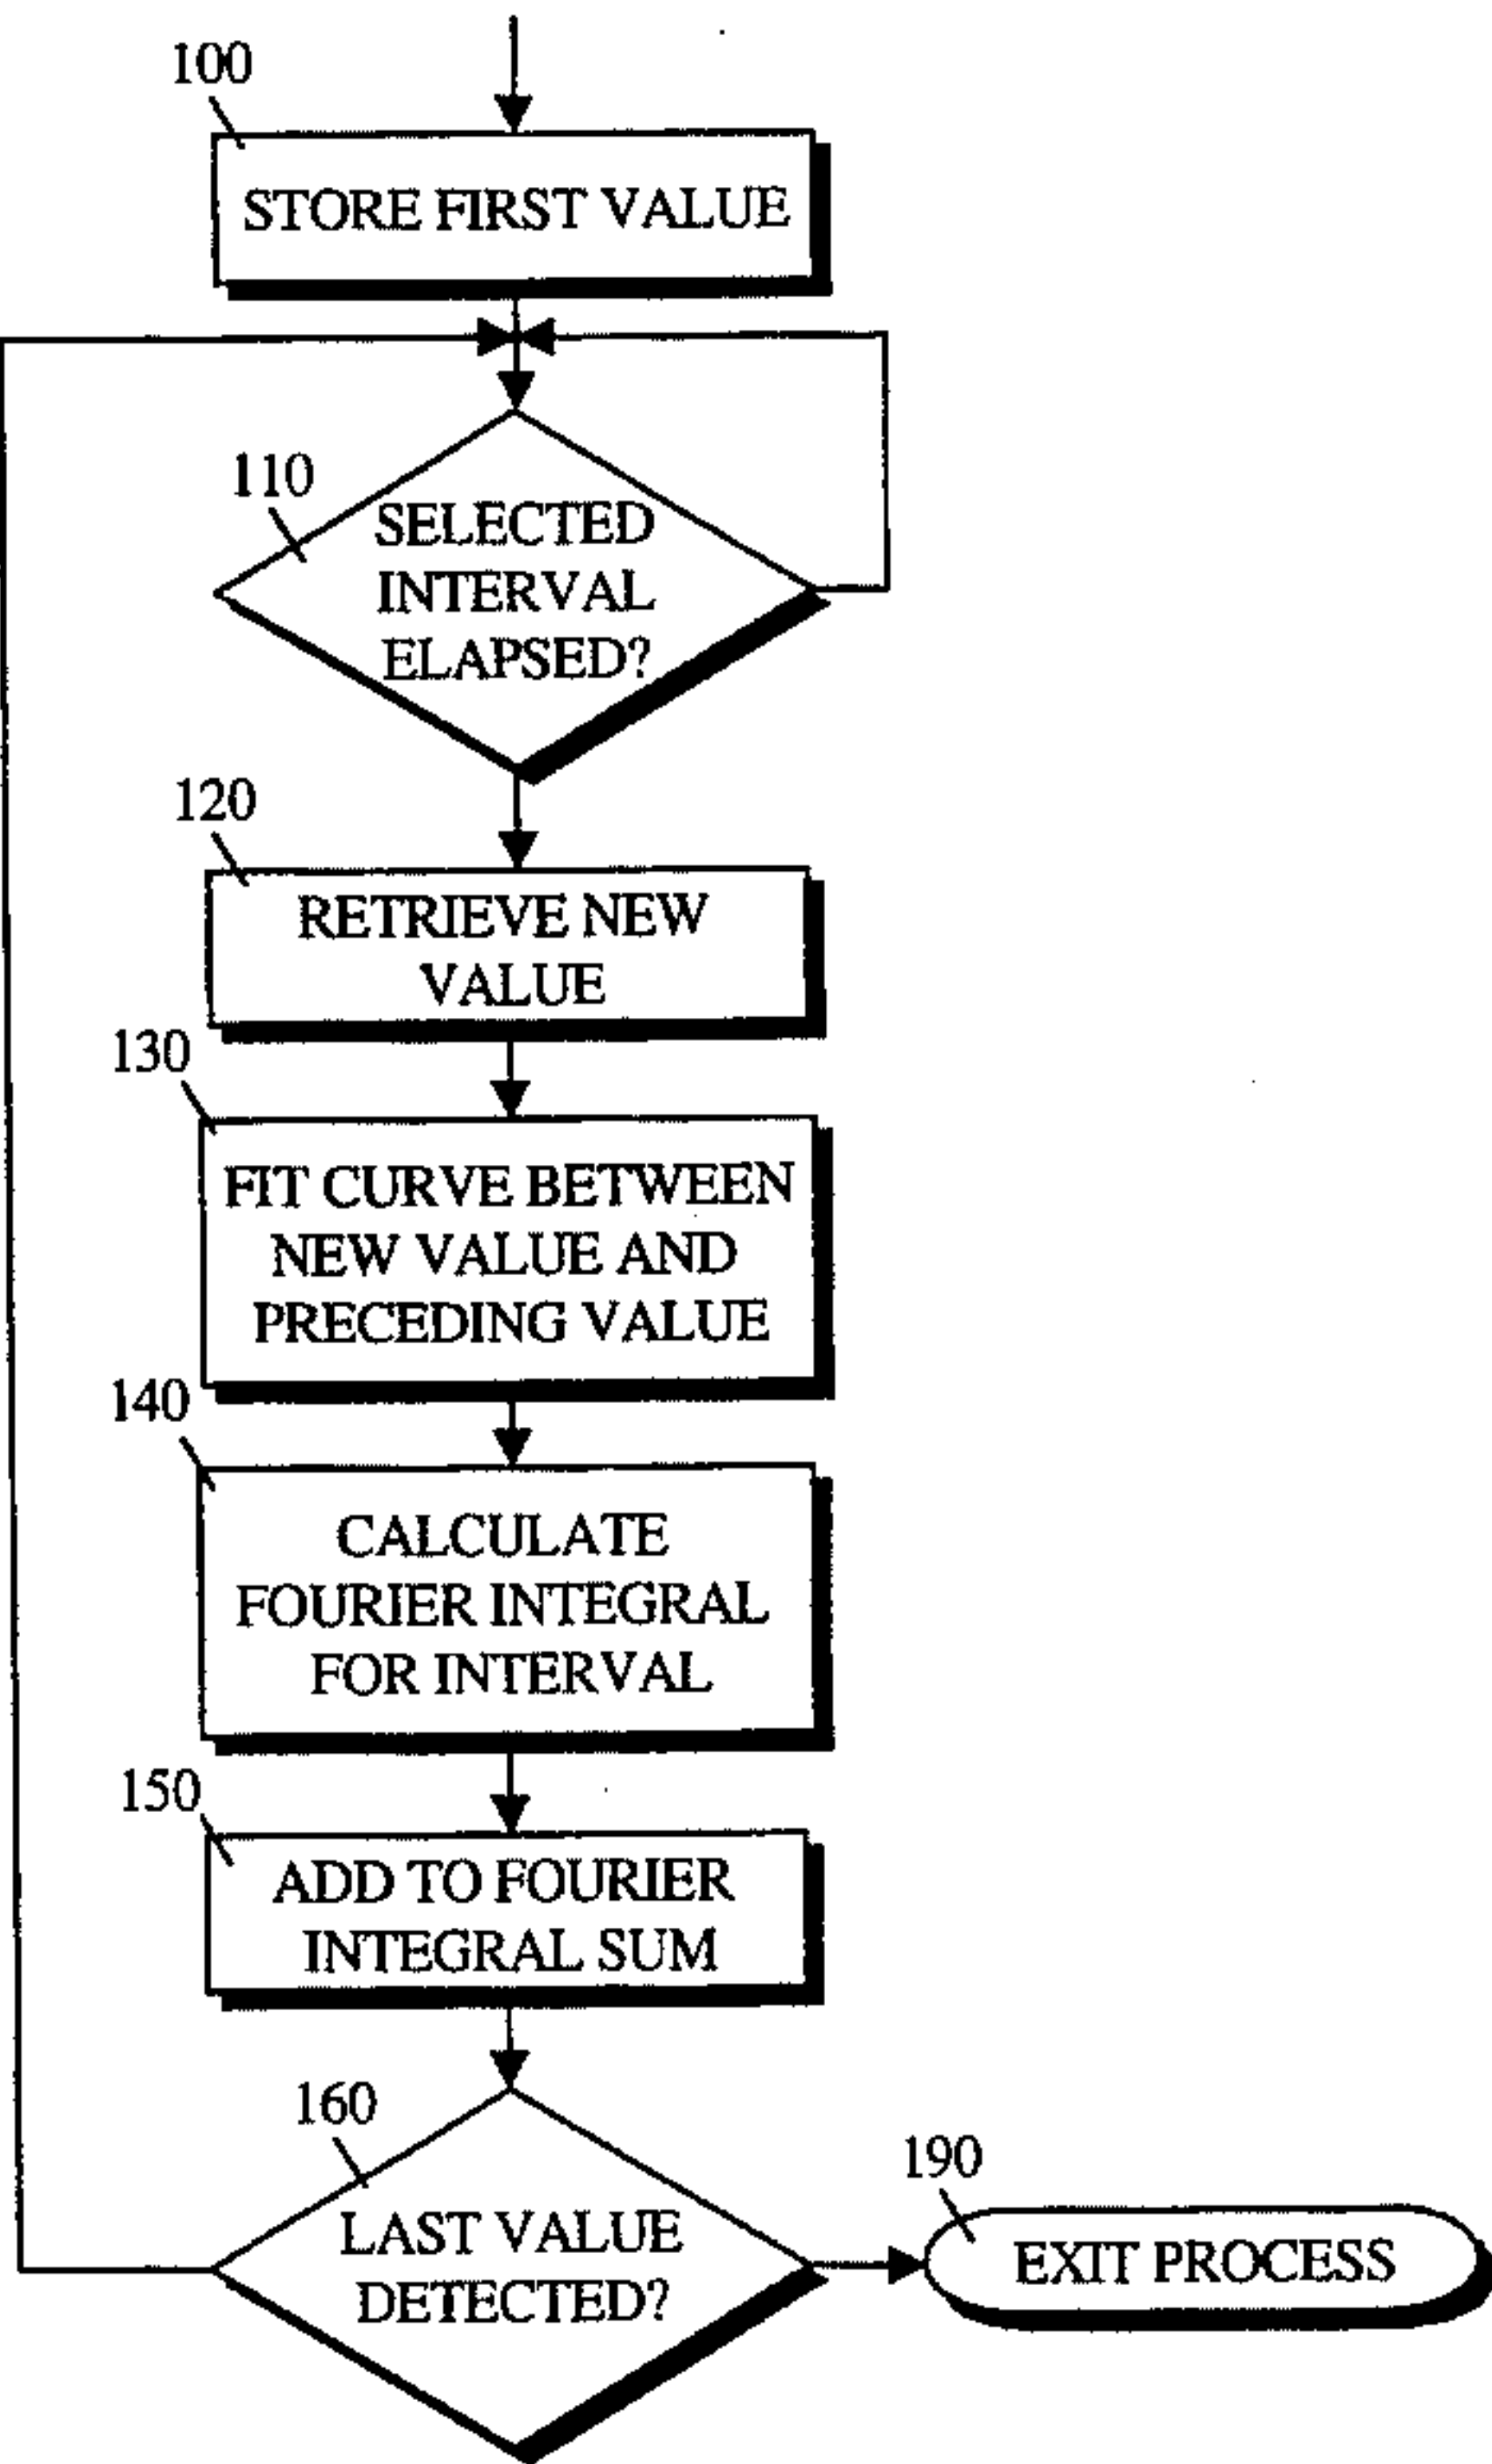 100
STORE FIRST VALUE
110
SELECTED
INTERVAL
ELAPSED?
120
RETRIEVE NEW
VALUE
130
FIT CURVE BETWEEN
NEW VALUE AND
PRECEDING VALUE
140
CALCULATE
FOURIER INTEGRAL
FOR INTERVAL
150
ADD TO FOURIER
INTEGRAL SUM
160
LAST VALUE
DETECTED?
190
EXIT PROCESS